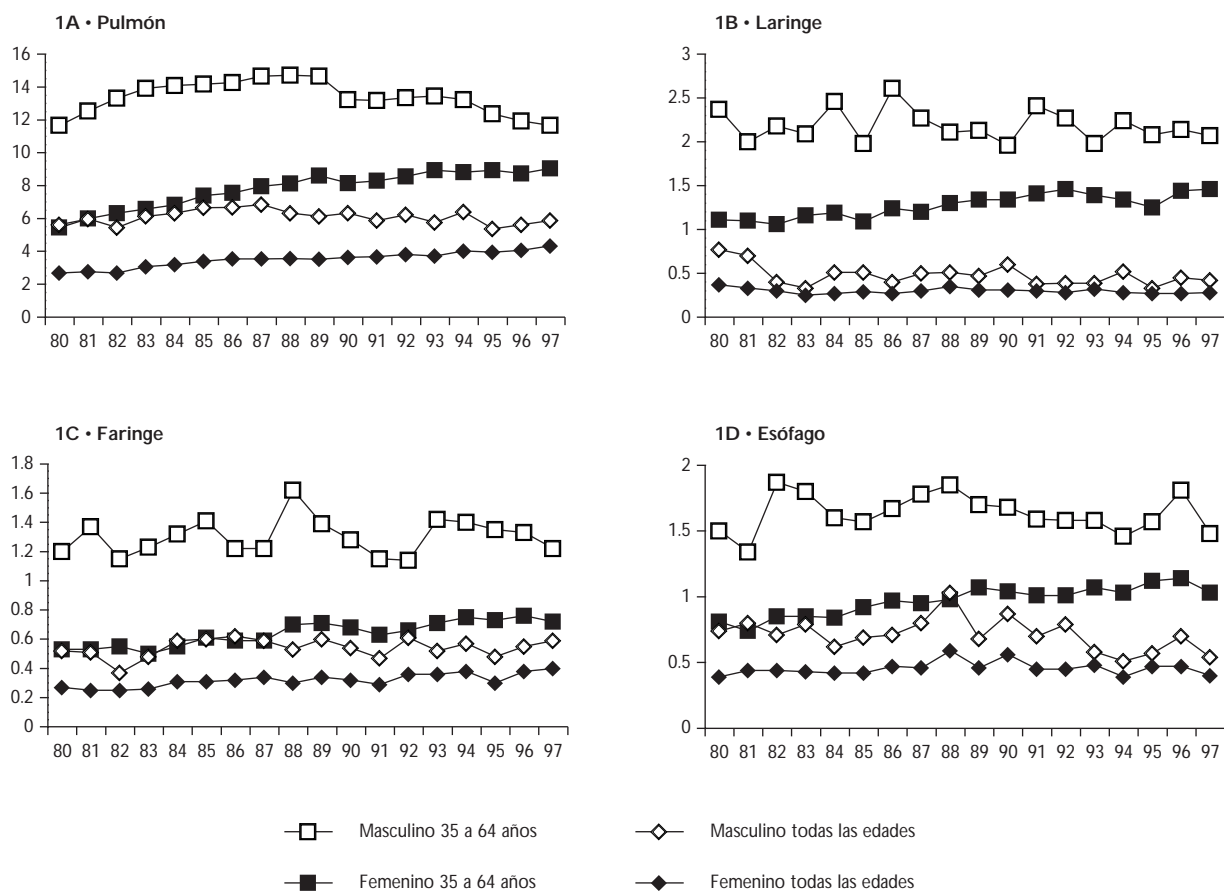 1A • Pulmón
16
14
12
10
8
6
4
2
0
80 81 82 83 84 85 86 87 88 89 90 91 92 93 94 95 96 97
1B • Laringe
3
2.5
2
1.5
1
0.5
0
80 81 82 83 84 85 86 87 88 89 90 91 92 93 94 95 96 97
1C • Faringe
1.8
1.6
1.4
1.2
1
0.8
0.6
0.4
0.2
0
80 81 82 83 84 85 86 87 88 89 90 91 92 93 94 95 96 97
1D • Esófago
2
1.5
1
0.5
0
80 81 82 83 84 85 86 87 88 89 90 91 92 93 94 95 96 97
Masculino 35 a 64 años
Masculino todas las edades
Femenino 35 a 64 años
Femenino todas las edades